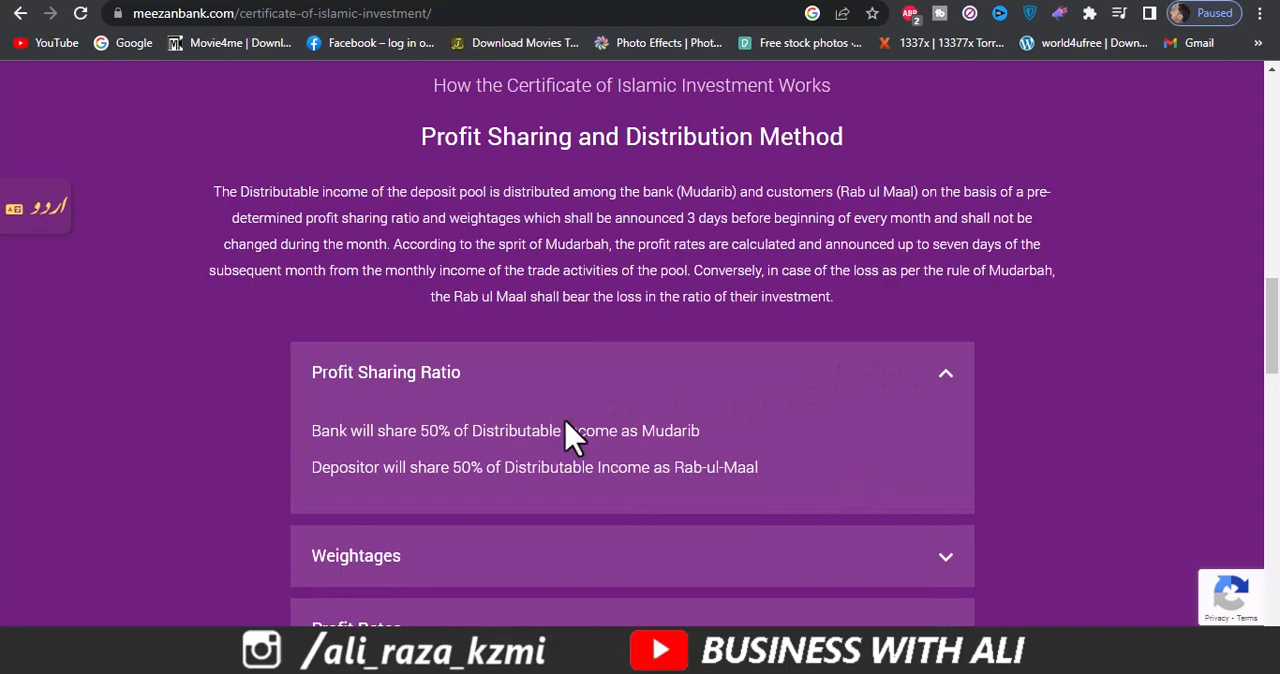 meezanbank.com/certificate-of-islamic-investment/
Paused
YouTube
Google
Movie4me | Downl...
Facebook – log in o...
Download Movies T...
Photo Effects | Phot...
Free stock photos -...
1337x | 13377x Torr...
world4ufree | Down...
Gmail
»
How the Certificate of Islamic Investment Works
Profit Sharing and Distribution Method
The Distributable income of the deposit pool is distributed among the bank (Mudarib) and customers (Rab ul Maal) on the basis of a pre-
determined profit sharing ratio and weightages which shall be announced 3 days before beginning of every month and shall not be
changed during the month. According to the sprit of Mudarbah, the profit rates are calculated and announced up to seven days of the
subsequent month from the monthly income of the trade activities of the pool. Conversely, in case of the loss as per the rule of Mudarbah,
the Rab ul Maal shall bear the loss in the ratio of their investment.
اردو
Profit Sharing Ratio
Bank will share 50% of Distributable Income as Mudarib
Depositor will share 50% of Distributable Income as Rab-ul-Maal
Weightages
Profit Rates
Privacy - Terms
/ali_raza_kzmi
BUSINESS WITH ALI